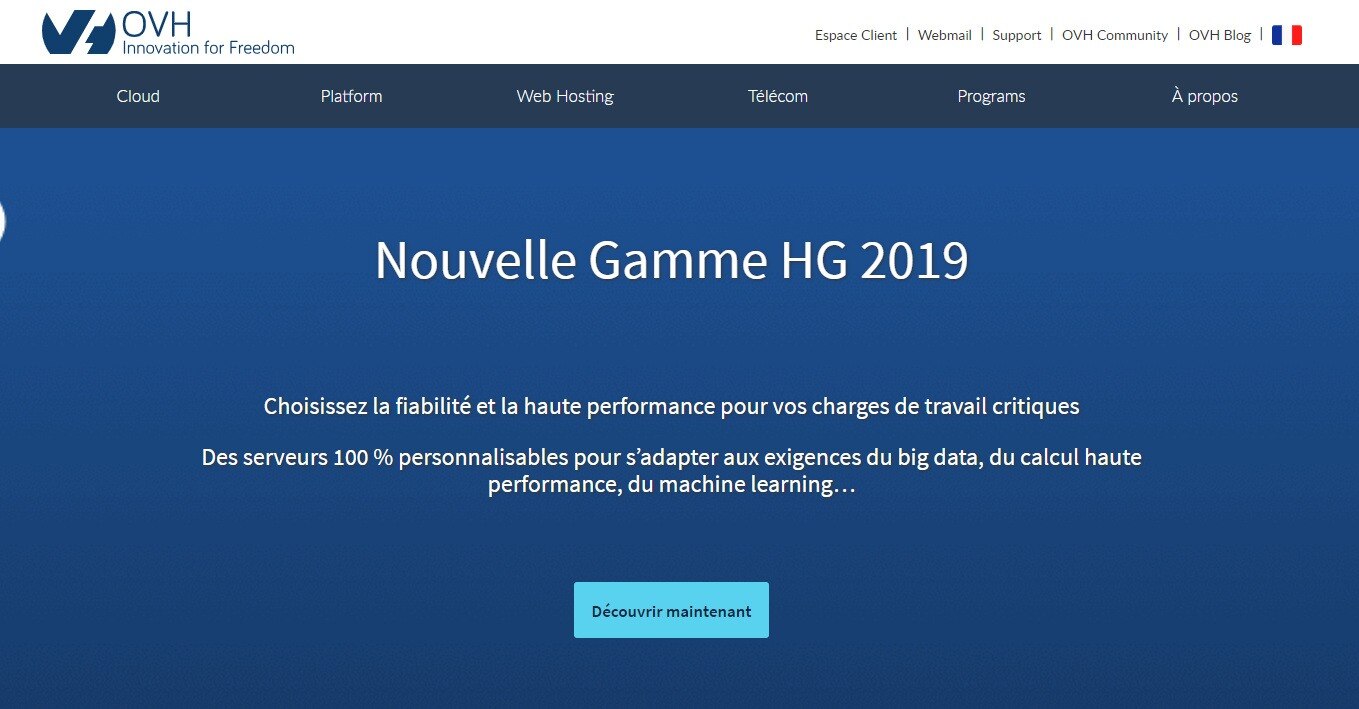 OVH
Innovation for Freedom
Espace Client | Webmail | Support | OVH Community | OVH Blog |
Cloud Platform Web Hosting Télécom Programs À propos
Nouvelle Gamme HG 2019
Choisissez la fiabilité et la haute performance pour vos charges de travail critiques
Des serveurs 100 % personnalisables pour s’adapter aux exigences du big data, du calcul haute
performance, du machine learning…
Découvrir maintenant